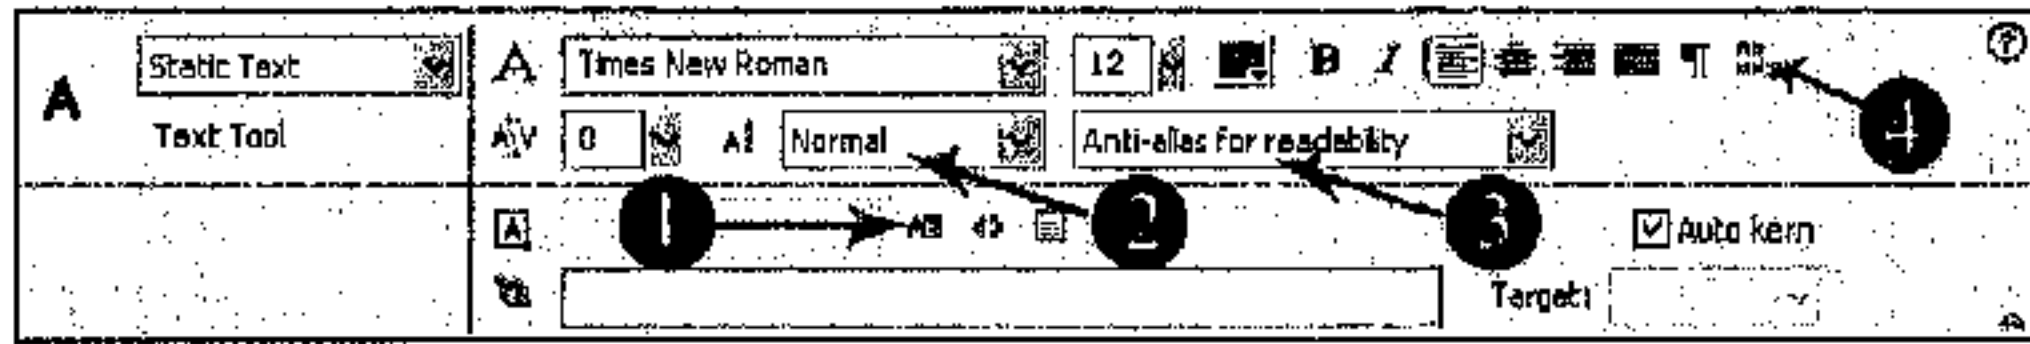 A Static Text A Times New Roman 12 B I ¶ ?
Text Tool A V 0 A Normal Anti-alias for readability 4
A 1 AB 2 3 Auto kern
Target: